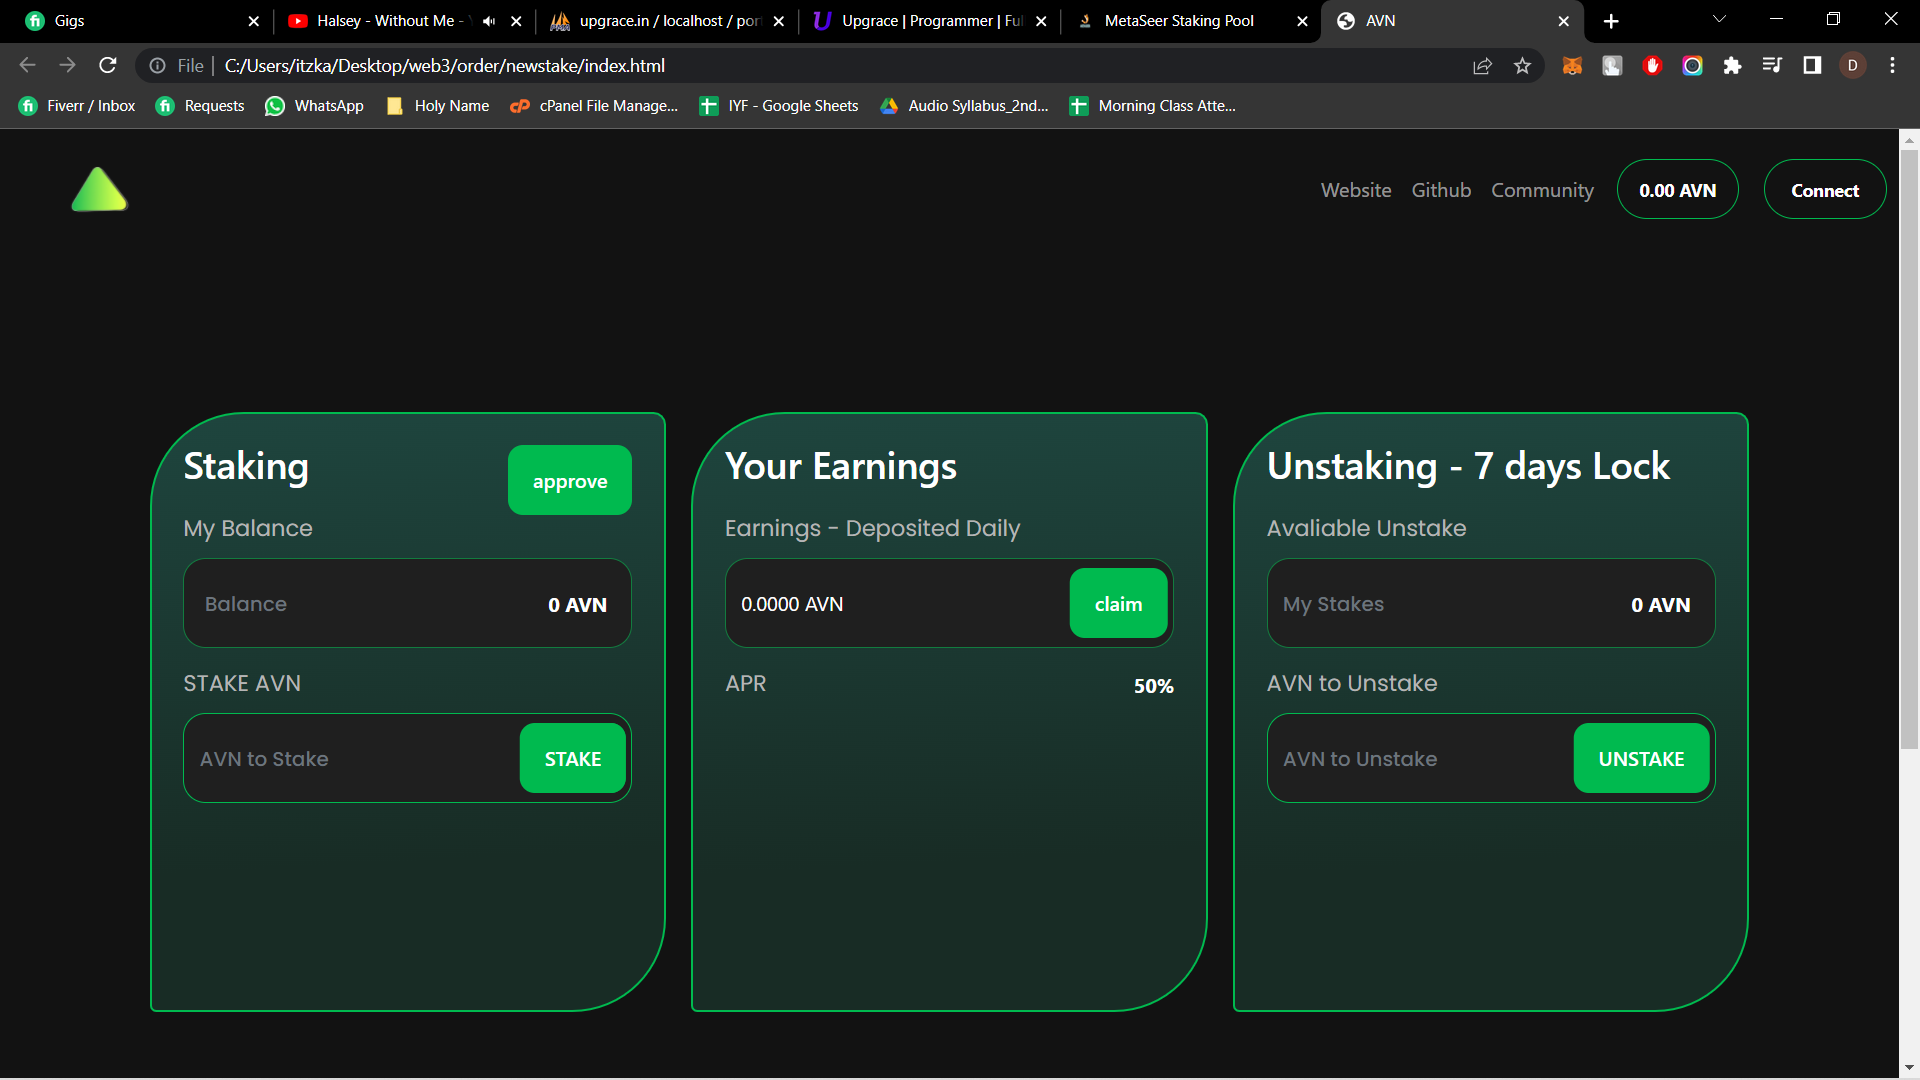 Gigs
Halsey - Without Me -
upgrace.in / localhost / por
Upgrace | Programmer | Ful
MetaSeer Staking Pool
AVN
File
C:/Users/itzka/Desktop/web3/order/newstake/index.html
D
Fiverr / Inbox
Requests
WhatsApp
Holy Name
cPanel File Manage...
IYF - Google Sheets
Audio Syllabus_2nd...
Morning Class Atte...
Website
Github
Community
0.00 AVN
Connect
Staking
approve
My Balance
Balance
0 AVN
STAKE AVN
AVN to Stake
STAKE
Your Earnings
Earnings - Deposited Daily
0.0000 AVN
claim
APR
50%
Unstaking - 7 days Lock
Avaliable Unstake
My Stakes
0 AVN
AVN to Unstake
AVN to Unstake
UNSTAKE